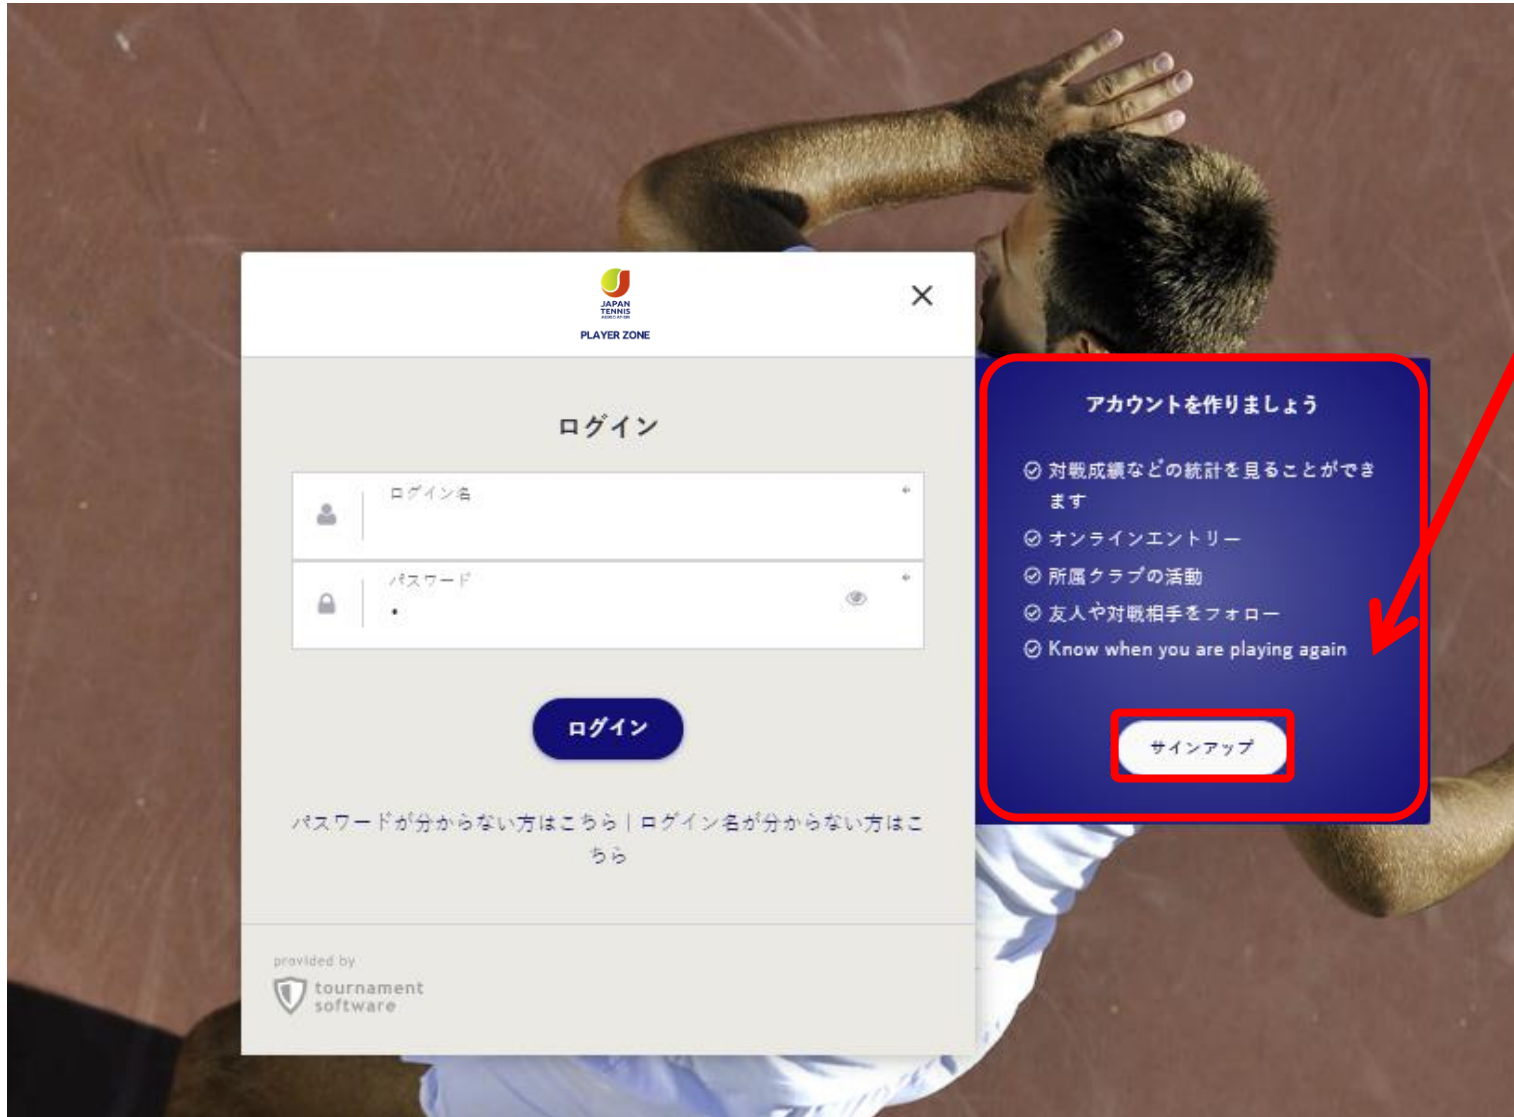 JAPAN
TENNIS
ASSOCIATION
PLAYER ZONE
ログイン
ログイン名
パスワード
ログイン
パスワードが分からない方はこちら | ログイン名が分からない方はこ
ちら
provided by
tournament
software
アカウントを作りましょう
対戦成績などの統計を見ることができ
ます
オンラインエントリー
所属クラブの活動
友人や対戦相手をフォロー
Know when you are playing again
サインアップ